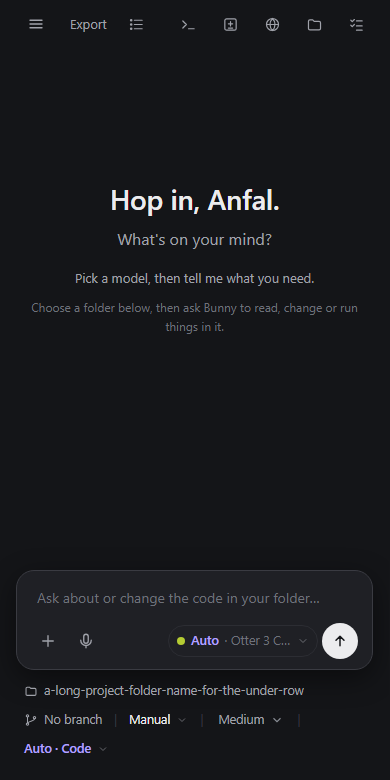 Export
Hop in, Anfal.
What's on your mind?
Pick a model, then tell me what you need.
Choose a folder below, then ask Bunny to read, change or run
things in it.
Ask about or change the code in your folder...
Auto · Otter 3 C...
a-long-project-folder-name-for-the-under-row
No branch | Manual | Medium |
Auto · Code